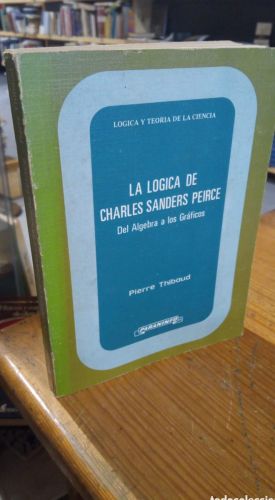 LOGICA Y TEORIA DE LA CIENCIA
LA LOGICA DE
CHARLES SANDERS PEIRCE
Del Algebra a los Gráficos
Pierre Thibaud
PARANINFO